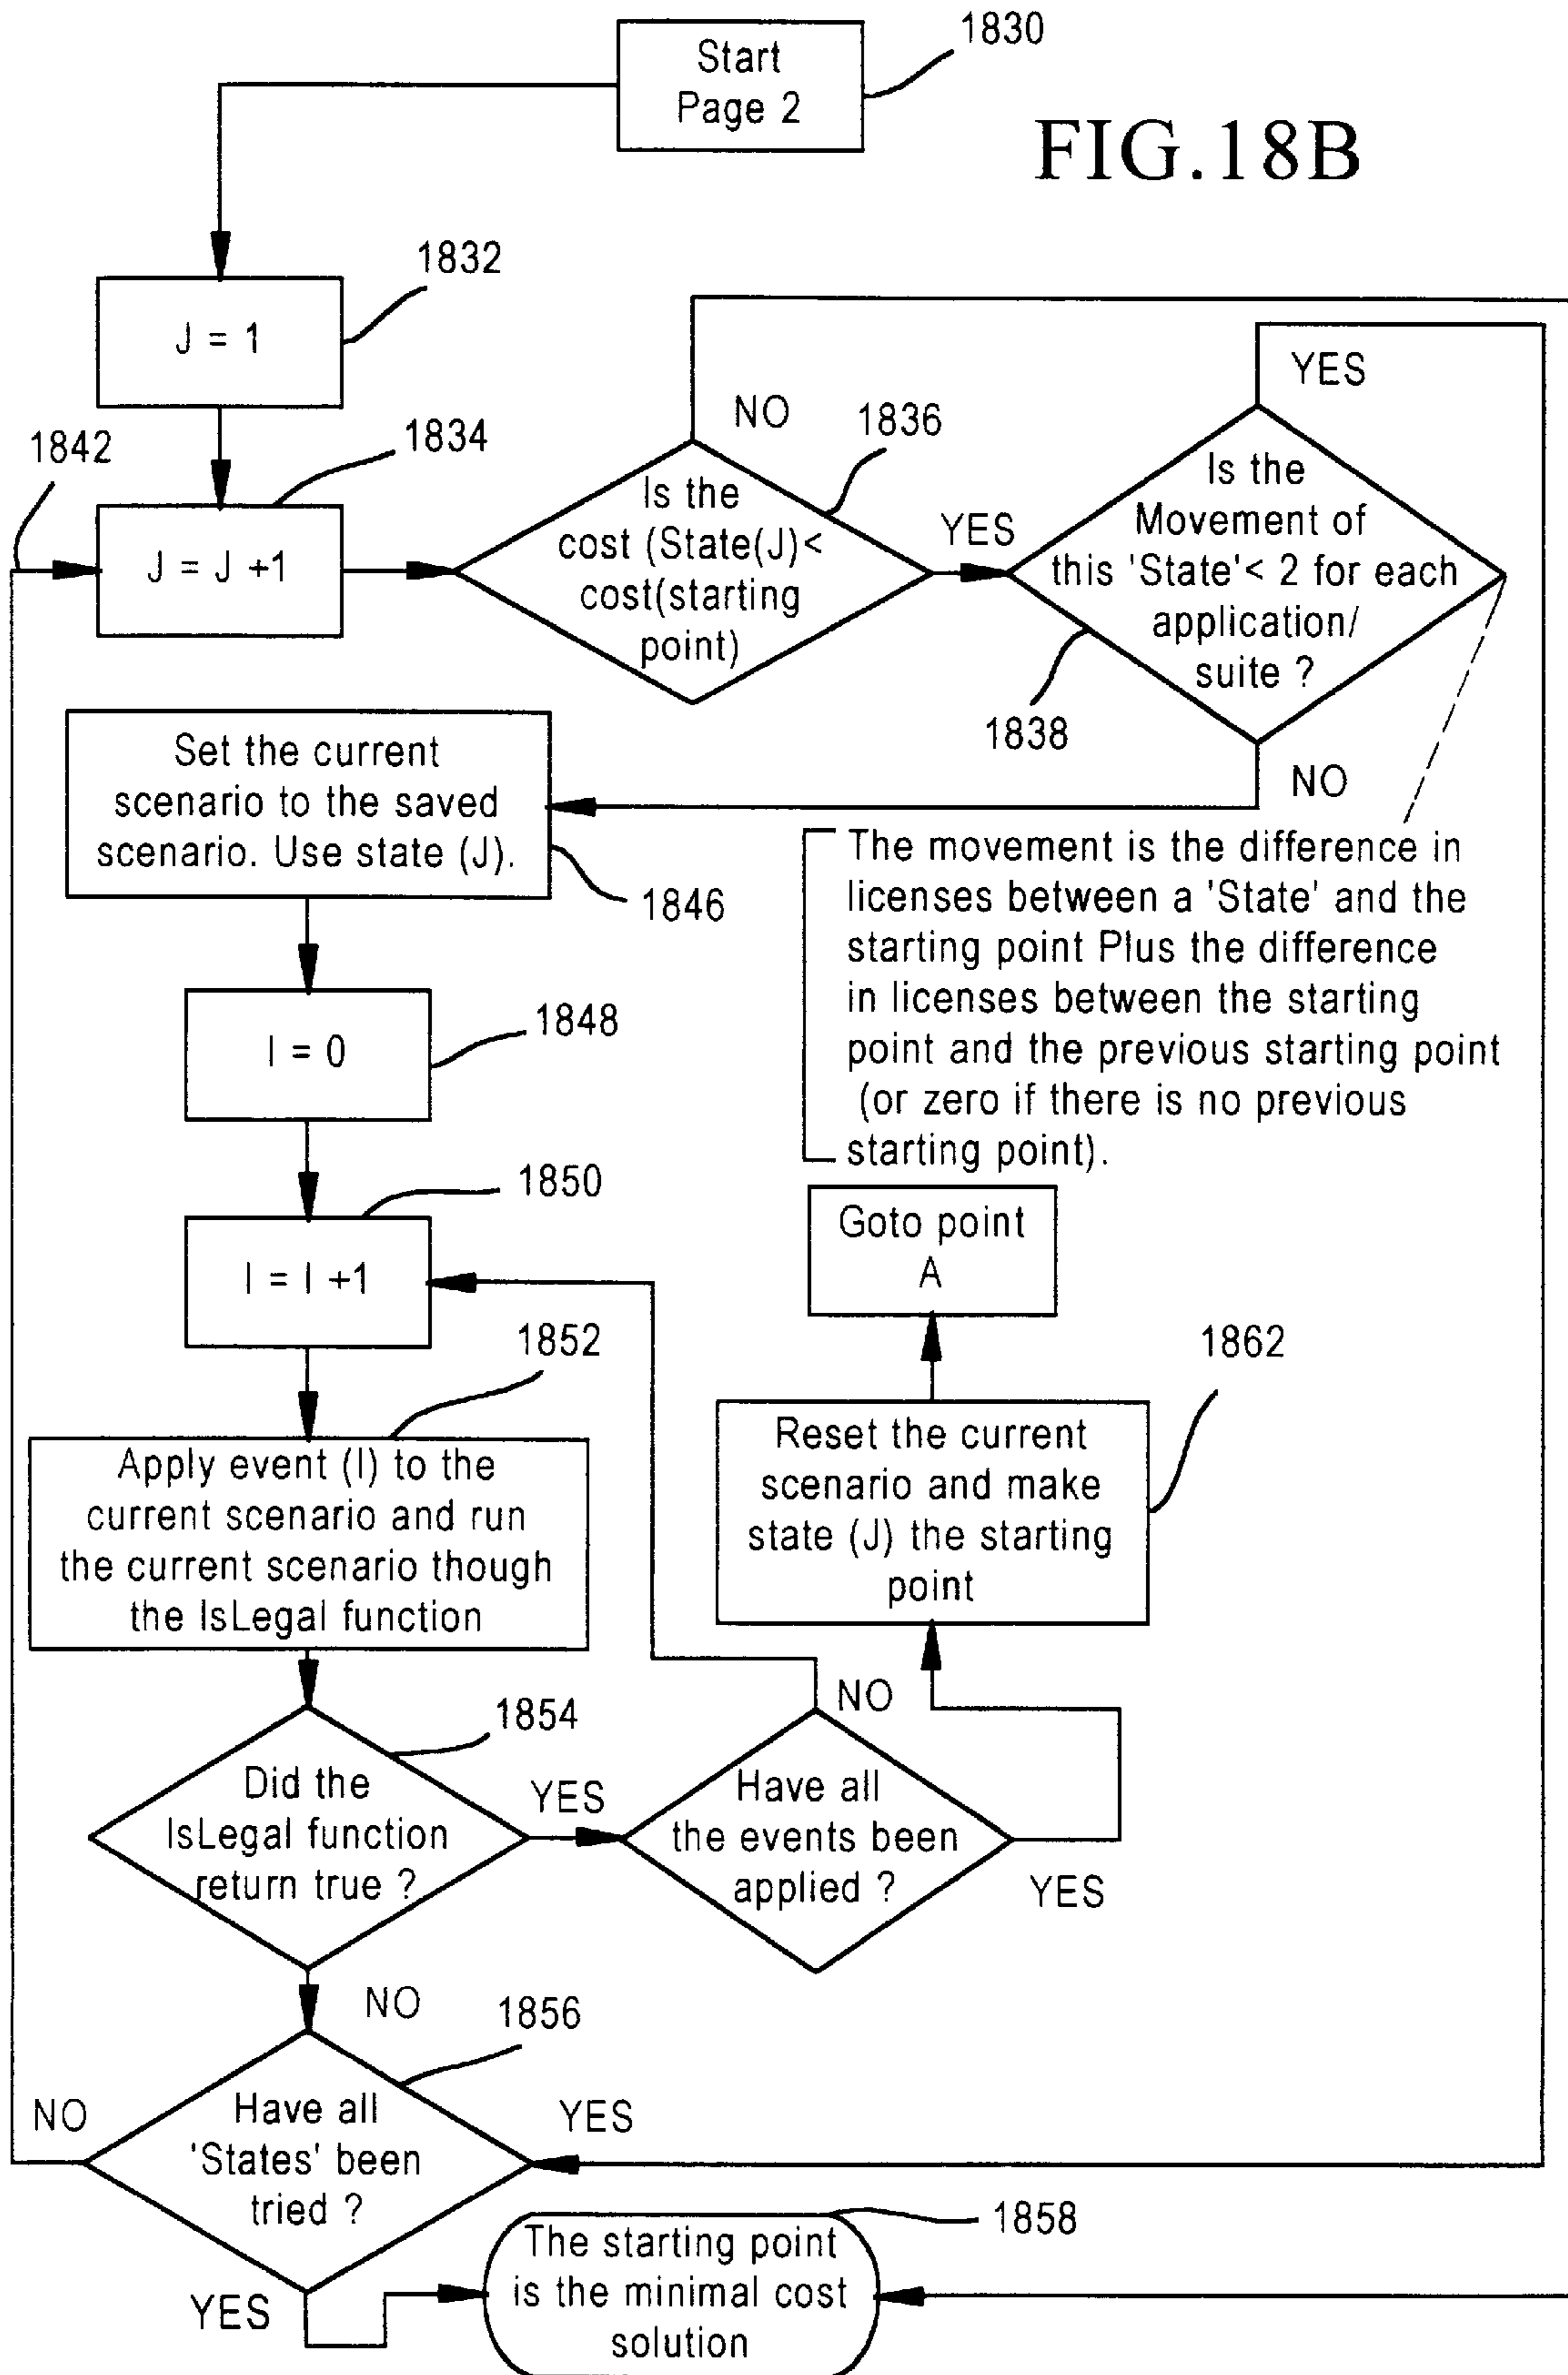 1830
Start
Page 2
FIG.18B
1832
J = 1
1842
1834
J = J +1
NO
1836
Is the
cost (State(J)<
cost(starting
point)
YES
YES
Is the
Movement of
this 'State'< 2 for each
application/
suite ?
1838
NO
Set the current
scenario to the saved
scenario. Use state (J).
1846
The movement is the difference in
licenses between a 'State' and the
starting point Plus the difference
in licenses between the starting
point and the previous starting point
(or zero if there is no previous
starting point).
I = 0
1848
1850
I = I +1
Goto point
A
1852
1862
Apply event (I) to the
current scenario and run
the current scenario though
the IsLegal function
Reset the current
scenario and make
state (J) the starting
point
1854
Did the
IsLegal function
return true ?
YES
NO
Have all
the events been
applied ?
YES
NO
1856
NO
Have all
'States' been
tried ?
YES
YES
1858
The starting point
is the minimal cost
solution